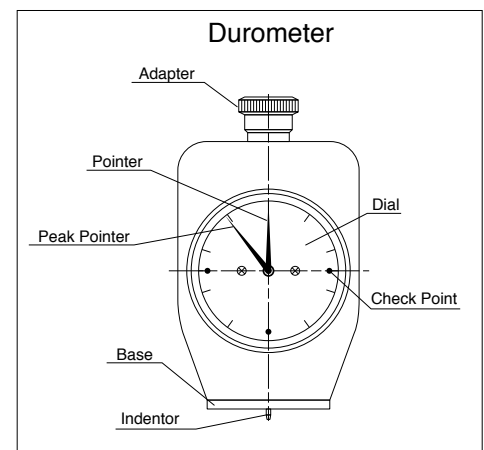 Durometer
Adapter
Pointer
Dial
Peak Pointer
Check Point
Base
Indentor